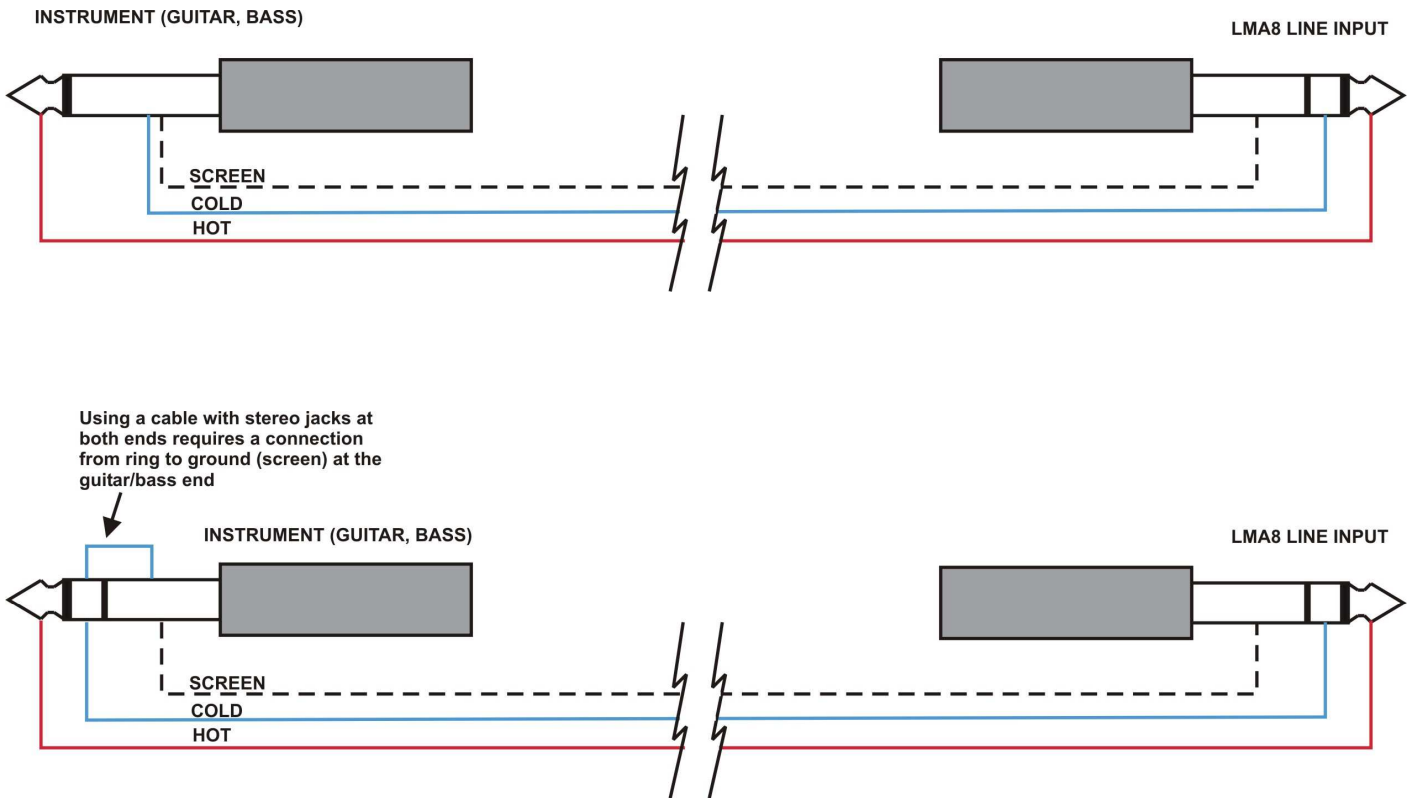 INSTRUMENT (GUITAR, BASS)
LMA8 LINE INPUT
SCREEN
COLD
HOT
Using a cable with stereo jacks at
both ends requires a connection
from ring to ground (screen) at the
guitar/bass end
INSTRUMENT (GUITAR, BASS)
LMA8 LINE INPUT
SCREEN
COLD
HOT